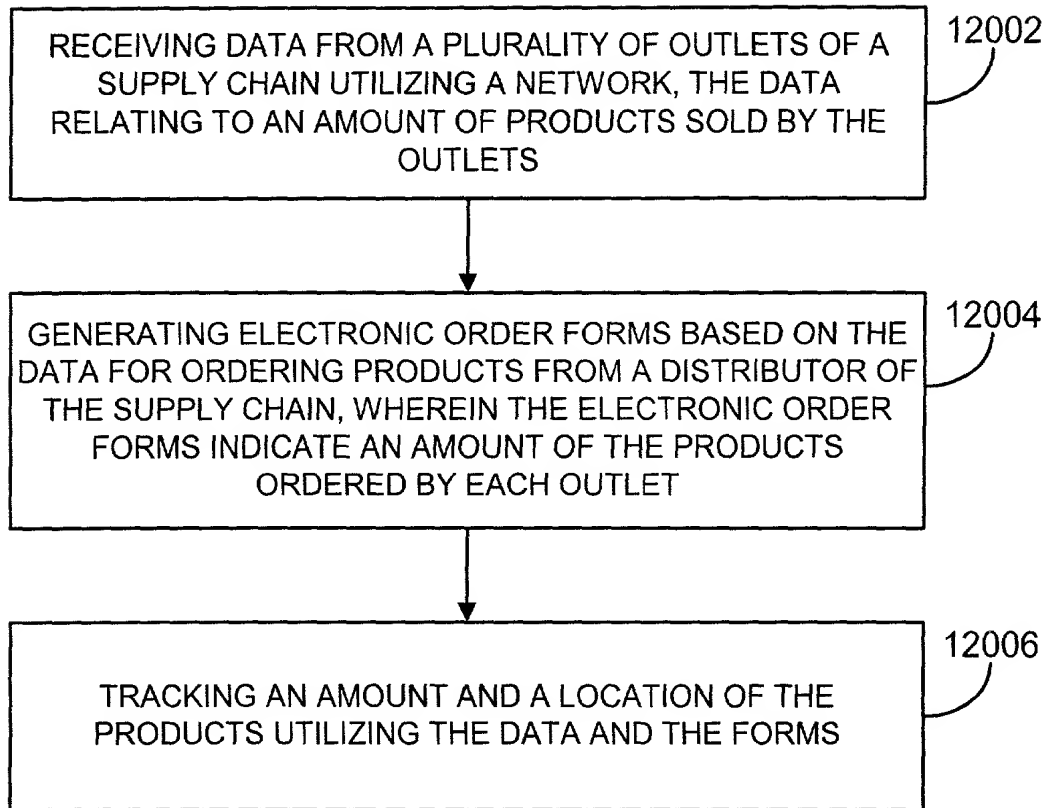 RECEIVING DATA FROM A PLURALITY OF OUTLETS OF A
SUPPLY CHAIN UTILIZING A NETWORK, THE DATA
RELATING TO AN AMOUNT OF PRODUCTS SOLD BY THE
OUTLETS
12002
GENERATING ELECTRONIC ORDER FORMS BASED ON THE
DATA FOR ORDERING PRODUCTS FROM A DISTRIBUTOR OF
THE SUPPLY CHAIN, WHEREIN THE ELECTRONIC ORDER
FORMS INDICATE AN AMOUNT OF THE PRODUCTS
ORDERED BY EACH OUTLET
12004
TRACKING AN AMOUNT AND A LOCATION OF THE
PRODUCTS UTILIZING THE DATA AND THE FORMS
12006